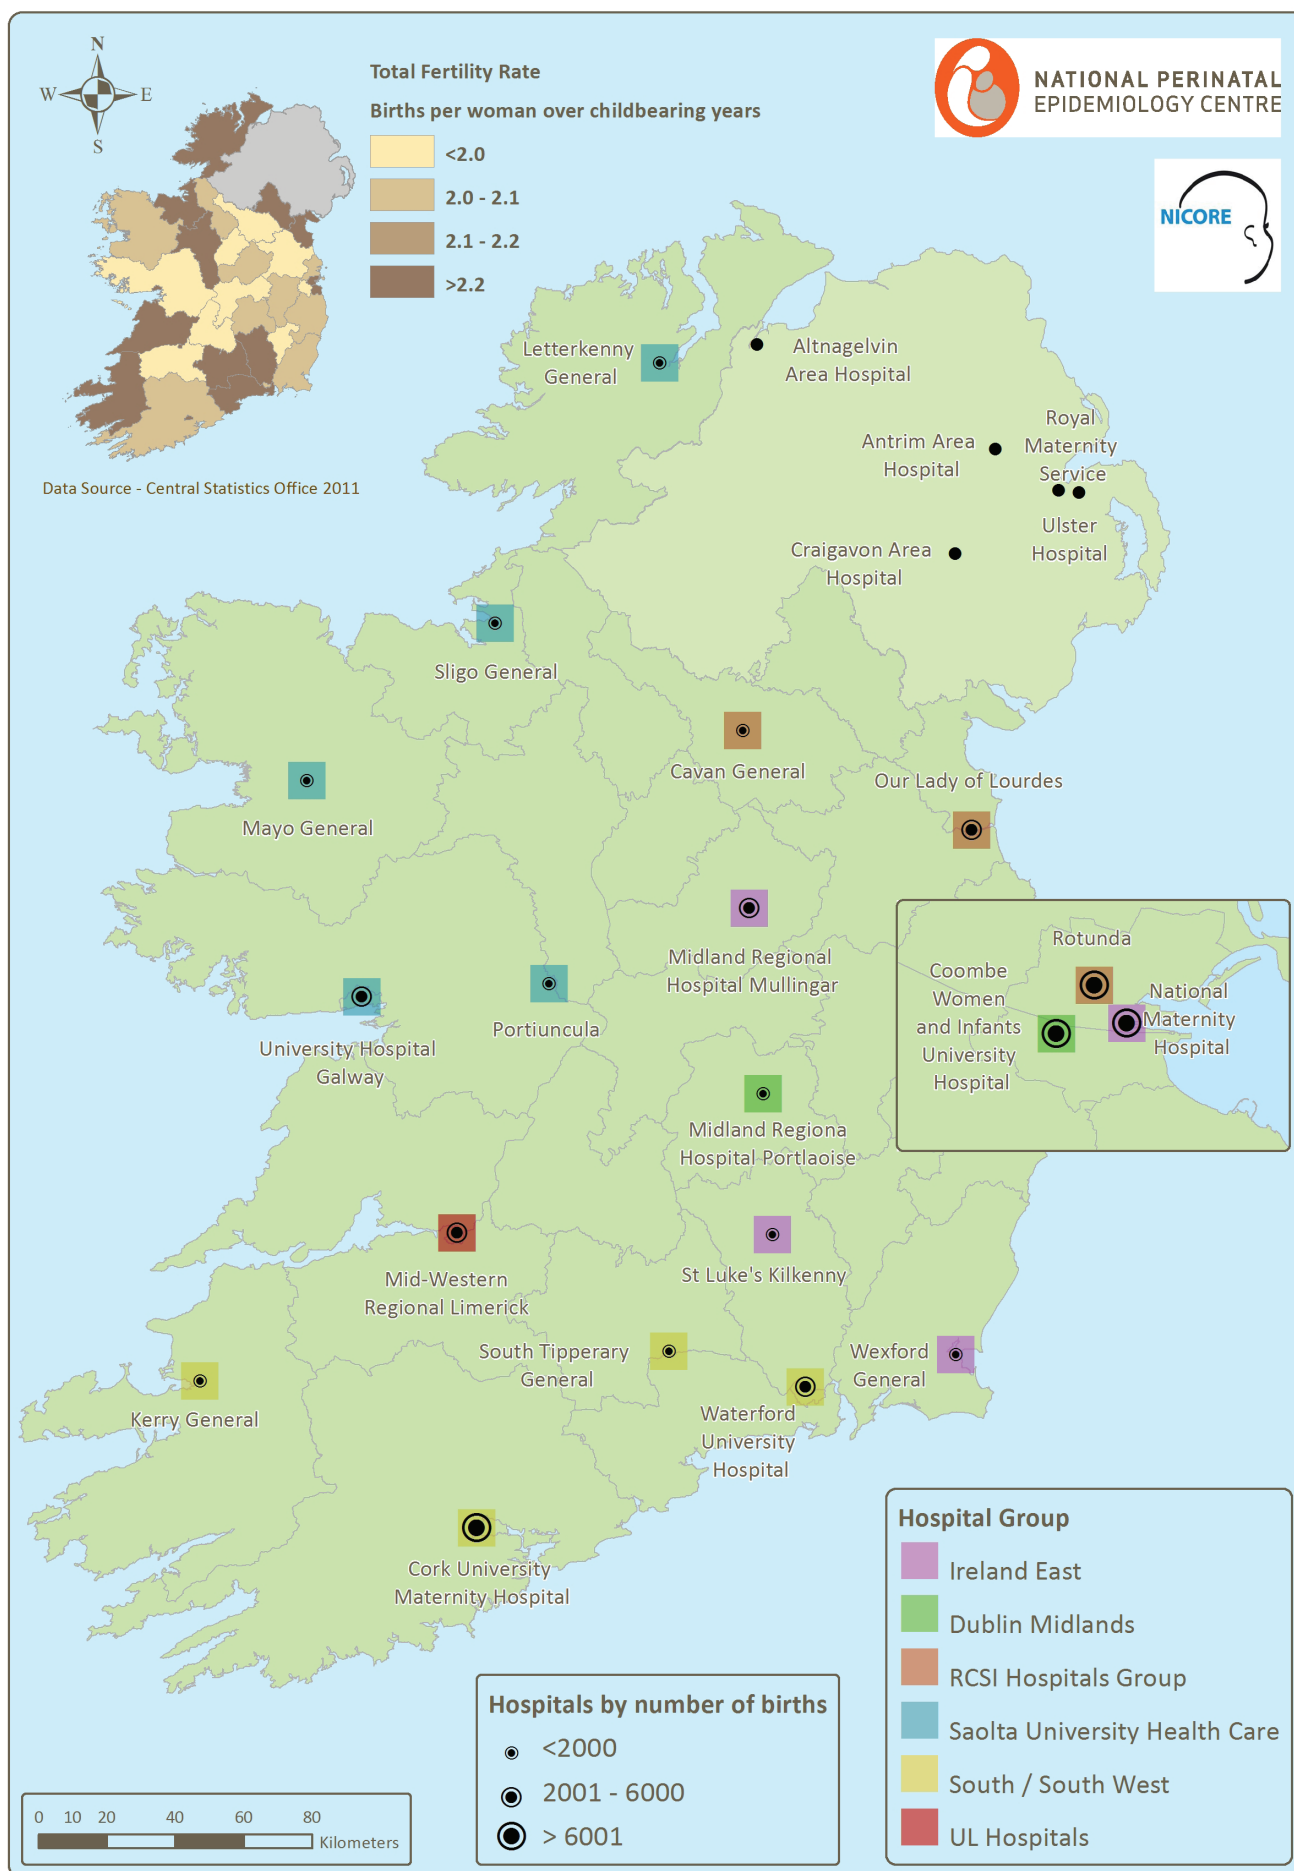 N
W
E
S
Total Fertility Rate
Births per woman over childbearing years
<2.0
2.0 - 2.1
2.1 - 2.2
>2.2
Data Source - Central Statistics Office 2011
NATIONAL PERINATAL
EPIDEMIOLOGY CENTRE
NICORE
Letterkenny
General
Altnagelvin
Area Hospital
Antrim Area
Hospital
Royal
Maternity
Service
Ulster
Hospital
Craigavon Area
Hospital
Sligo General
Cavan General
Our Lady of Lourdes
Mayo General
Midland Regional
Hospital Mullingar
Rotunda
Coombe
Women
and Infants
University
Hospital
National
Maternity
Hospital
Portiuncula
University Hospital
Galway
Midland Regiona
Hospital Portlaoise
Mid-Western
Regional Limerick
St Luke's Kilkenny
South Tipperary
General
Wexford
General
Kerry General
Waterford
University
Hospital
Cork University
Maternity Hospital
Hospital Group
Ireland East
Dublin Midlands
RCSI Hospitals Group
Saolta University Health Care
South / South West
UL Hospitals
Hospitals by number of births
<2000
2001 - 6000
> 6001
0 10 20 40 60 80
Kilometers